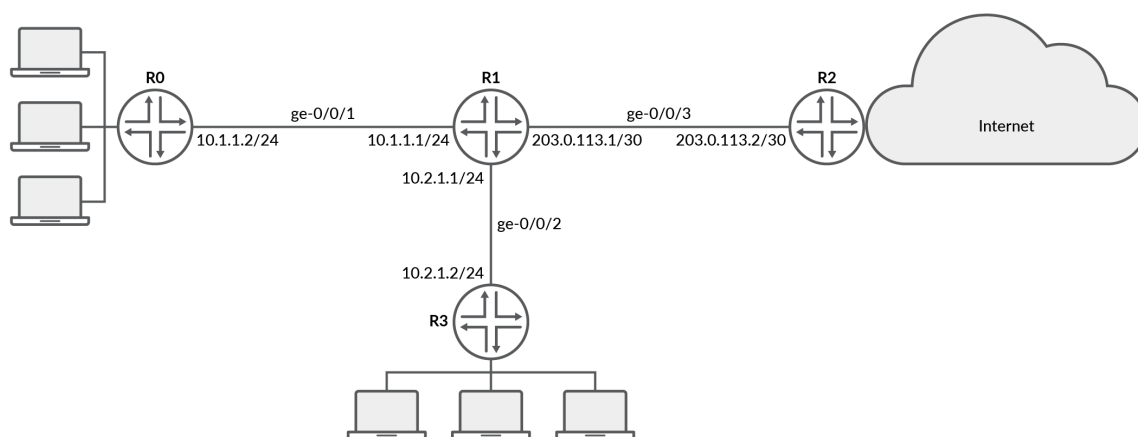 R0
R1
R2
ge-0/0/1
ge-0/0/3
Internet
10.1.1.2/24
10.1.1.1/24
203.0.113.1/30
203.0.113.2/30
10.2.1.1/24
ge-0/0/2
10.2.1.2/24
R3